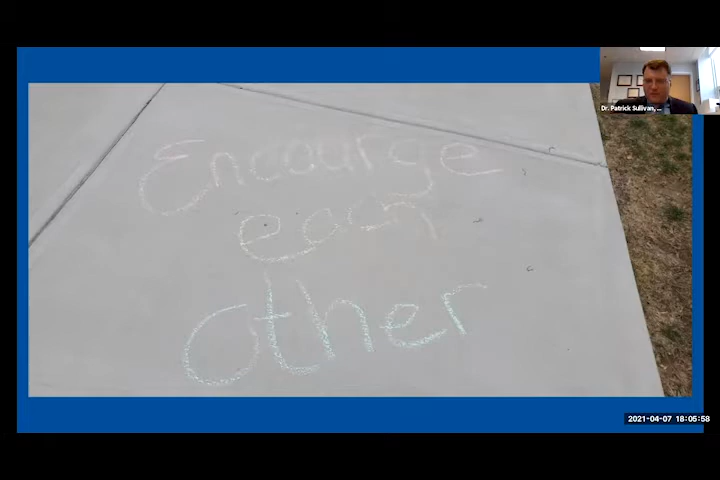 Dr. Patrick Sullivan, ...
Encourge
each
other
2021-04-07 18:05:58